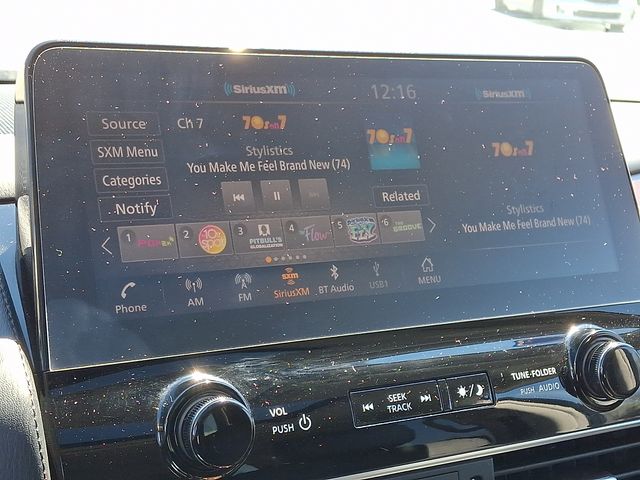 SiriusXM 12:16 SiriusXM
Source Ch 7 70s on 7 70s on 7
SXM Menu Stylistics 70s on 7
You Make Me Feel Brand New (74)
Categories
Notify Related
Stylistics
You Make Me Feel Brand New (74)
1 2 70s 3 PITBULL'S GLOBALIZATION 4 Flow 5 6 THE GROOVE
Phone AM FM sxm SiriusXM BT Audio USB1 MENU
VOL
PUSH
SEEK
TRACK
TUNE·FOLDER
PUSH AUDIO